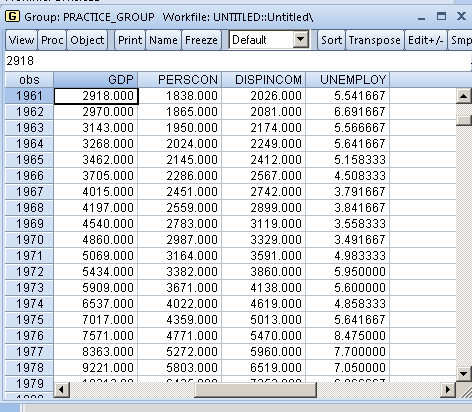 G Group: PRACTICE_GROUP Workfile: UNTITLED::Untitled\
View Proc Object Print Name Freeze Default Sort Transpose Edit+/- Smp
2918
obs GDP PERSCON DISPINCOM UNEMPLOY
1961 2918.000 1838.000 2026.000 5.541667
1962 2970.000 1865.000 2081.000 6.691667
1963 3143.000 1950.000 2174.000 5.566667
1964 3268.000 2024.000 2249.000 5.641667
1965 3462.000 2145.000 2412.000 5.158333
1966 3705.000 2286.000 2567.000 4.508333
1967 4015.000 2451.000 2742.000 3.791667
1968 4197.000 2559.000 2899.000 3.841667
1969 4540.000 2783.000 3119.000 3.558333
1970 4860.000 2987.000 3329.000 3.491667
1971 5069.000 3164.000 3591.000 4.983333
1972 5434.000 3382.000 3860.000 5.950000
1973 5909.000 3671.000 4138.000 5.600000
1974 6537.000 4022.000 4619.000 4.858333
1975 7017.000 4359.000 5013.000 5.641667
1976 7571.000 4771.000 5470.000 8.475000
1977 8363.000 5272.000 5960.000 7.700000
1978 9221.000 5803.000 6519.000 7.050000
1979